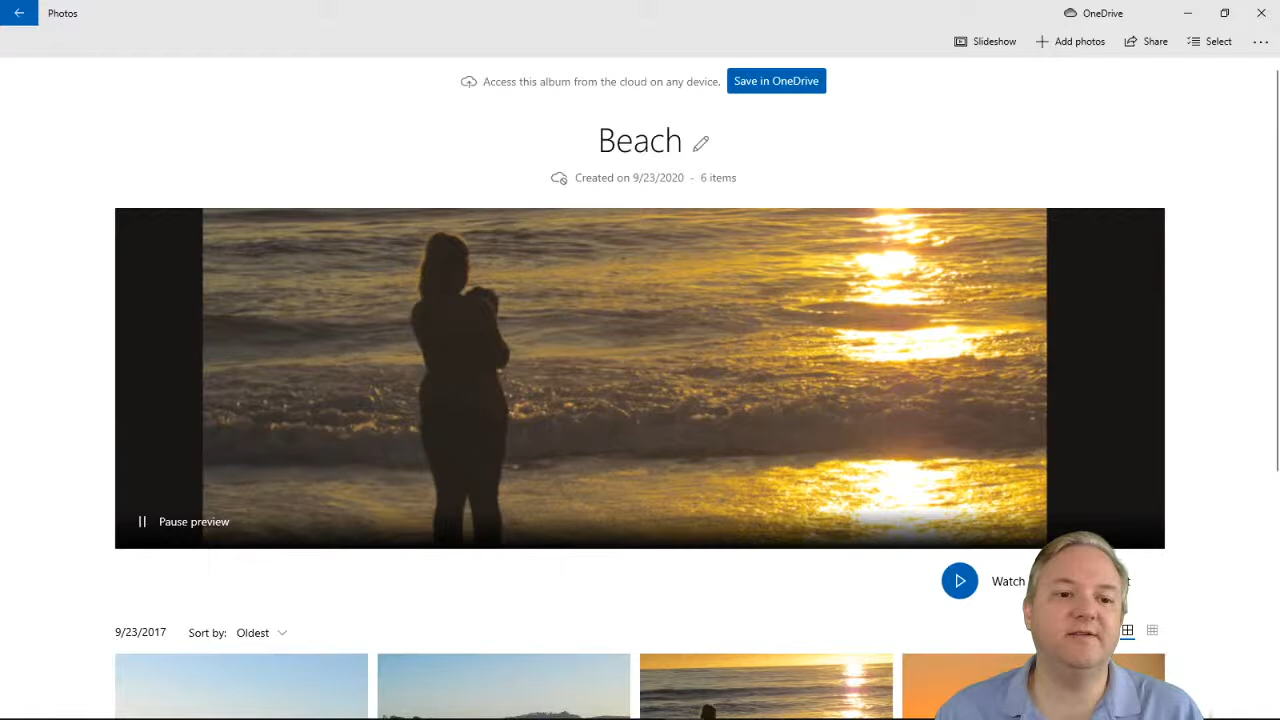 Photos
OneDrive
Slideshow
Add photos
Share
Select
Access this album from the cloud on any device.
Save in OneDrive
Beach
Created on 9/23/2020 - 6 items
Pause preview
Watch
9/23/2017
Sort by: Oldest